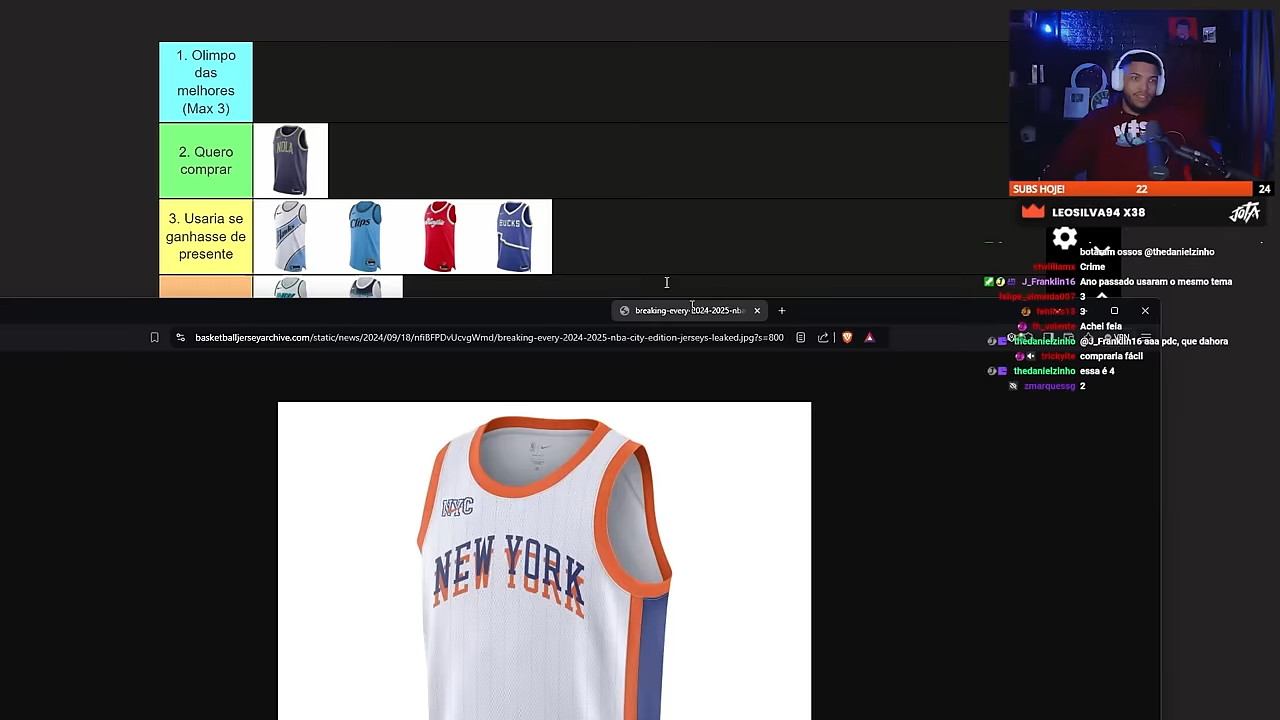 1. Olimpo
das
melhores
(Max 3)
2. Quero
comprar
NOLA
3. Usaria se
ganhasse de
presente
Clips
BUCKS
SUBS HOJE! 22 24
LEOSILVA94 X38
JOTA
botaram ossos @thedanielzinho
Crime
J_Franklin16 Ano passado usaram o mesmo tema
felipe_almeida007 3
3
Achei feia
thedanielzinho @J_Franklin16 aaa pdc, que dahora
trickyite compraria fácil
thedanielzinho essa é 4
zmarquessg 2
breaking-every-2024-2025-nba
basketballjerseyarchive.com/static/news/2024/09/18/nfiBFPDvUcvgWmd/breaking-every-2024-2025-nba-city-edition-jerseys-leaked.jpg?s=800
NYC
NEW YORK